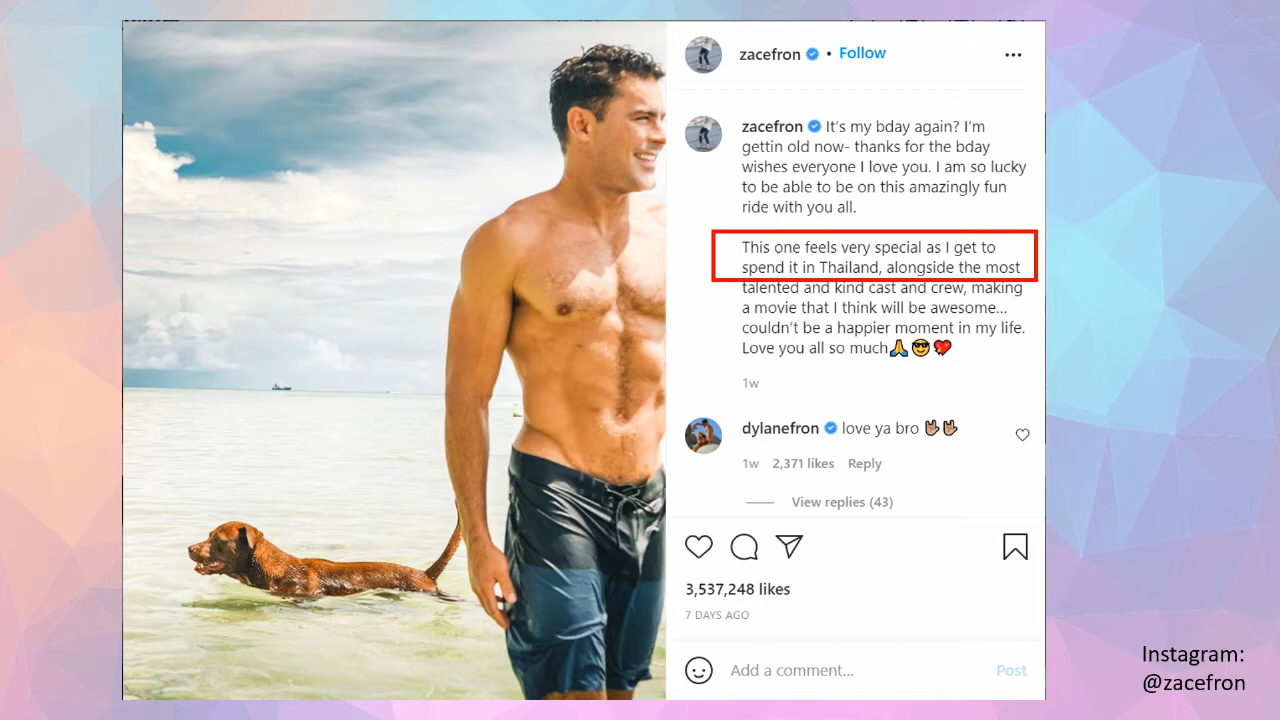 zacefron • Follow
zacefron It's my bday again? I'm
gettin old now- thanks for the bday
wishes everyone I love you. I am so lucky
to be able to be on this amazingly fun
ride with you all.
This one feels very special as I get to
spend it in Thailand, alongside the most
talented and kind cast and crew, making
a movie that I think will be awesome...
couldn't be a happier moment in my life.
Love you all so much🙏😎💖
1w
dylanefron love ya bro 🤟🏽🤟🏽
1w 2,371 likes Reply
View replies (43)
3,537,248 likes
7 DAYS AGO
Add a comment... Post
Instagram:
@zacefron